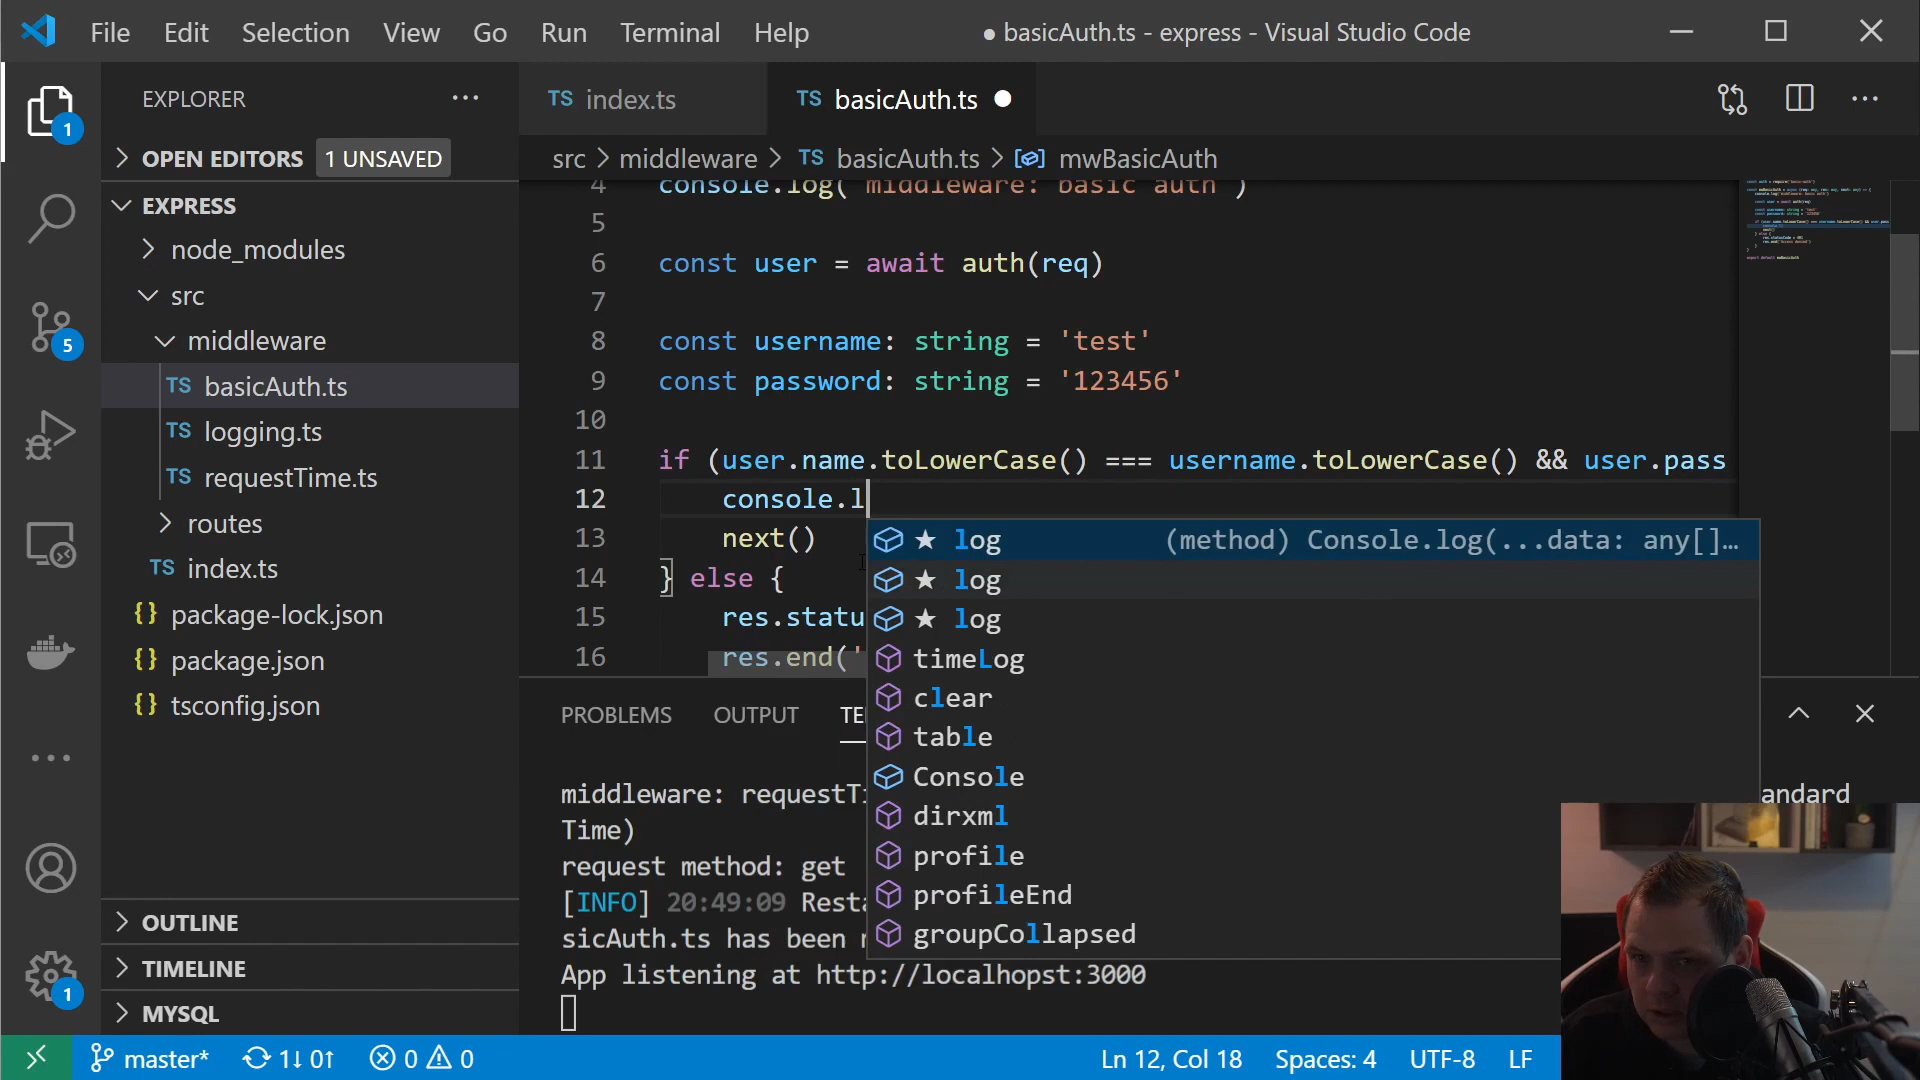 File Edit Selection View Go Run Terminal Help ● basicAuth.ts - express - Visual Studio Code
EXPLORER ···
OPEN EDITORS 1 UNSAVED
EXPRESS
node_modules
src
middleware
TS basicAuth.ts
TS logging.ts
TS requestTime.ts
routes
TS index.ts
{} package-lock.json
{} package.json
{} tsconfig.json
OUTLINE
TIMELINE
MYSQL
1
5
1
TS index.ts TS basicAuth.ts ●
src > middleware > TS basicAuth.ts > mwBasicAuth
4 console.log('middleware: basic auth')
5
6 const user = await auth(req)
7
8 const username: string = 'test'
9 const password: string = '123456'
10
11 if (user.name.toLowerCase() === username.toLowerCase() && user.pass
12 console.l
13 next()
14 } else {
15 res.statu
16 res.end('
★ log (method) Console.log(...data: any[]…
★ log
★ log
timeLog
clear
table
Console
dirxml
profile
profileEnd
groupCollapsed
PROBLEMS OUTPUT TE
middleware: requestTi andard
Time)
request method: get
[INFO] 20:49:09 Resta
sicAuth.ts has been
App listening at http://localhopst:3000
master* 1↓ 0↑ 0 0 Ln 12, Col 18 Spaces: 4 UTF-8 LF